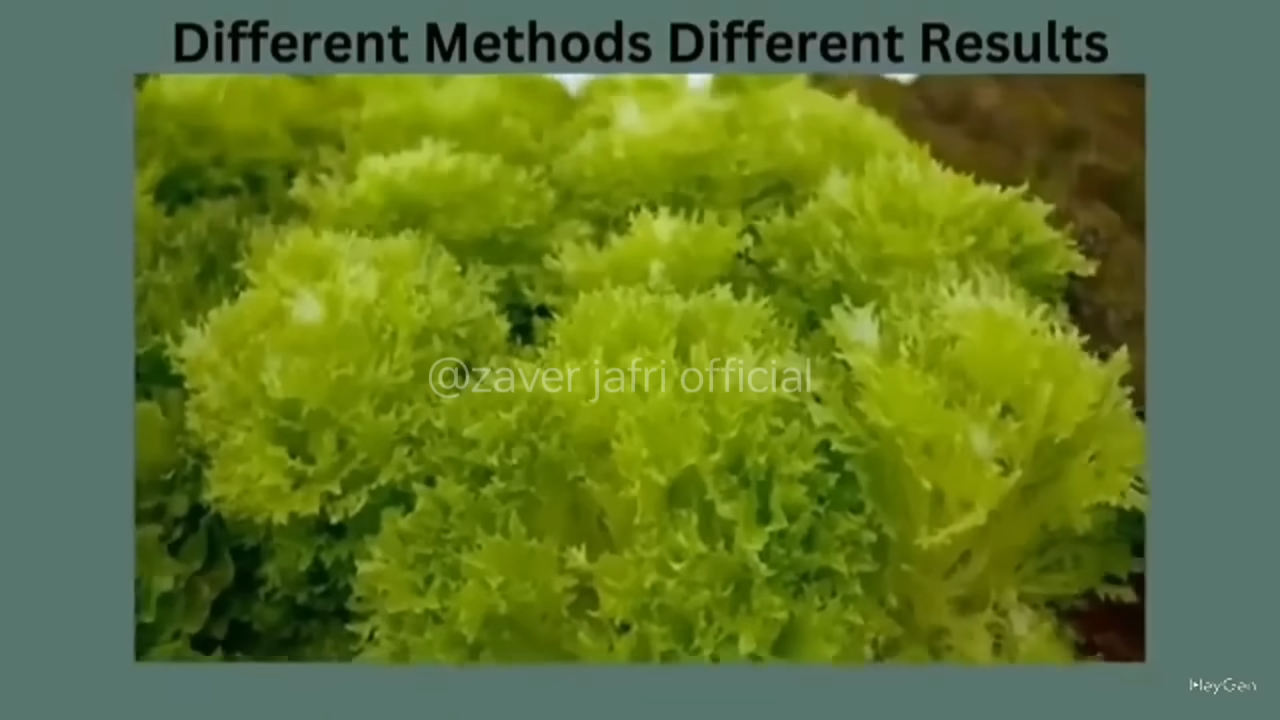 Different Methods Different Results
@zaver jafri official
HeyGen